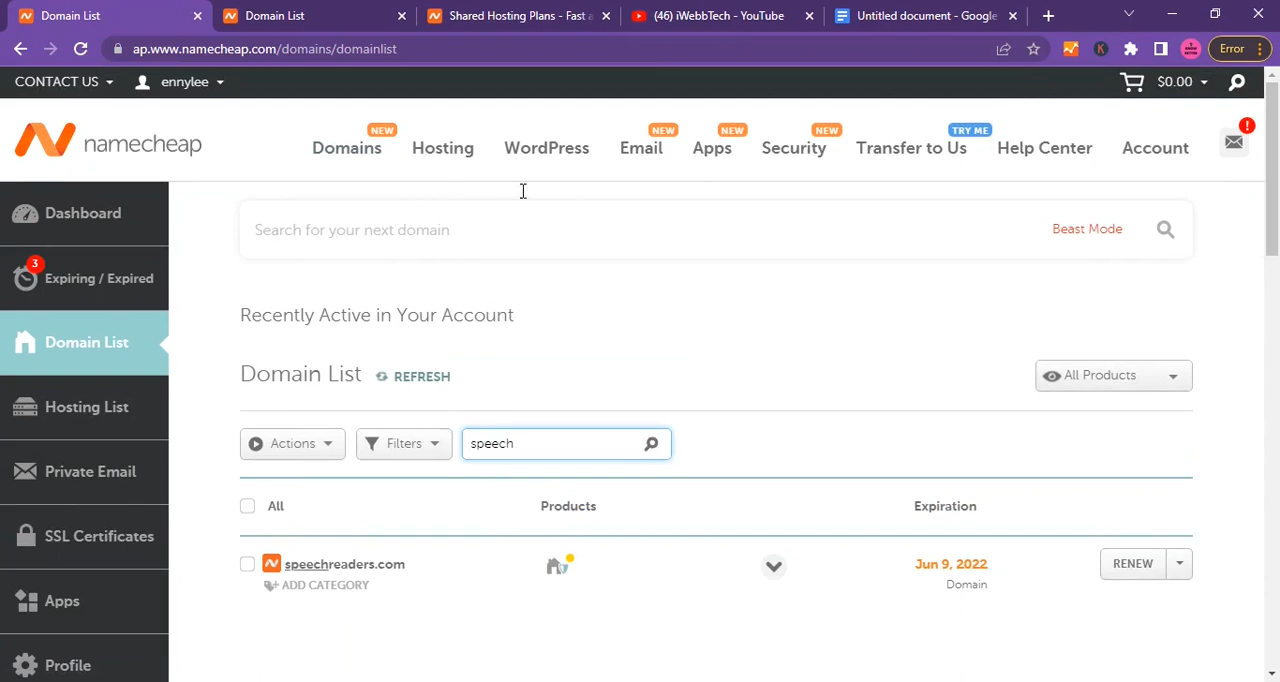 Domain List
Domain List
Shared Hosting Plans - Fast a
(46) iWebbTech - YouTube
Untitled document - Google
ap.www.namecheap.com/domains/domainlist
K
Error
CONTACT US
ennylee
$0.00
namecheap
NEW
Domains
Hosting
WordPress
NEW
Email
NEW
Apps
NEW
Security
TRY ME
Transfer to Us
Help Center
Account
!
Dashboard
3
Expiring / Expired
Domain List
Hosting List
Private Email
SSL Certificates
Apps
Profile
Search for your next domain
Beast Mode
Recently Active in Your Account
Domain List
REFRESH
All Products
Actions
Filters
speech
All
Products
Expiration
speechreaders.com
ADD CATEGORY
Jun 9, 2022
Domain
RENEW